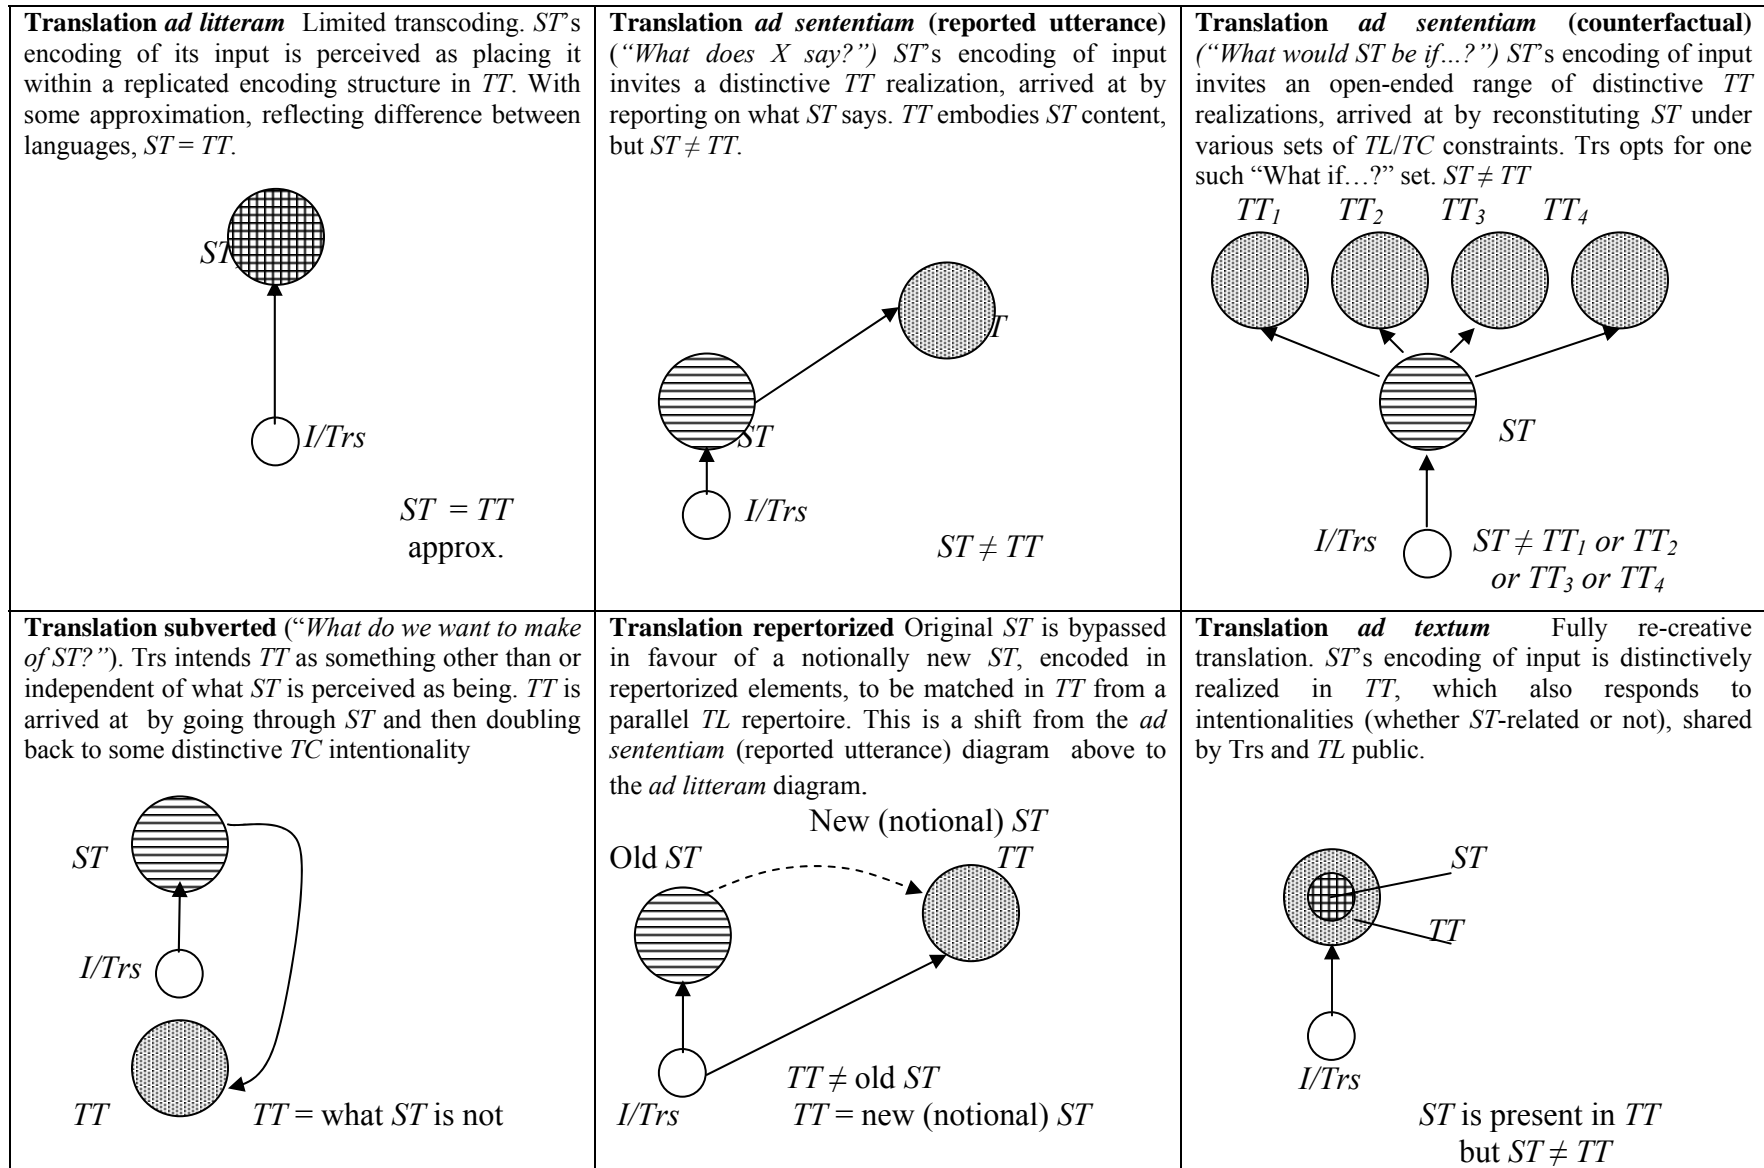 Translation ad litteram Limited transcoding. ST’s
encoding of its input is perceived as placing it
within a replicated encoding structure in TT. With
some approximation, reflecting difference between
languages, ST = TT.
ST
I/Trs
ST = TT
approx.
Translation ad sententiam (reported utterance)
(“What does X say?”) ST’s encoding of input
invites a distinctive TT realization, arrived at by
reporting on what ST says. TT embodies ST content,
but ST ≠ TT.
T
ST
I/Trs
ST ≠ TT
Translation ad sententiam (counterfactual)
(“What would ST be if…?”) ST’s encoding of input
invites an open-ended range of distinctive TT
realizations, arrived at by reconstituting ST under
various sets of TL/TC constraints. Trs opts for one
such “What if…?” set. ST ≠ TT
TT1 TT2 TT3 TT4
ST
I/Trs
ST ≠ TT1 or TT2
or TT3 or TT4
Translation subverted (“What do we want to make
of ST?”). Trs intends TT as something other than or
independent of what ST is perceived as being. TT is
arrived at by going through ST and then doubling
back to some distinctive TC intentionality
ST
I/Trs
TT
TT = what ST is not
Translation repertorized Original ST is bypassed
in favour of a notionally new ST, encoded in
repertorized elements, to be matched in TT from a
parallel TL repertoire. This is a shift from the ad
sententiam (reported utterance) diagram above to
the ad litteram diagram.
New (notional) ST
Old ST
TT
TT ≠ old ST
I/Trs
TT = new (notional) ST
Translation ad textum Fully re-creative
translation. ST’s encoding of input is distinctively
realized in TT, which also responds to
intentionalities (whether ST-related or not), shared
by Trs and TL public.
ST
TT
I/Trs
ST is present in TT
but ST ≠ TT